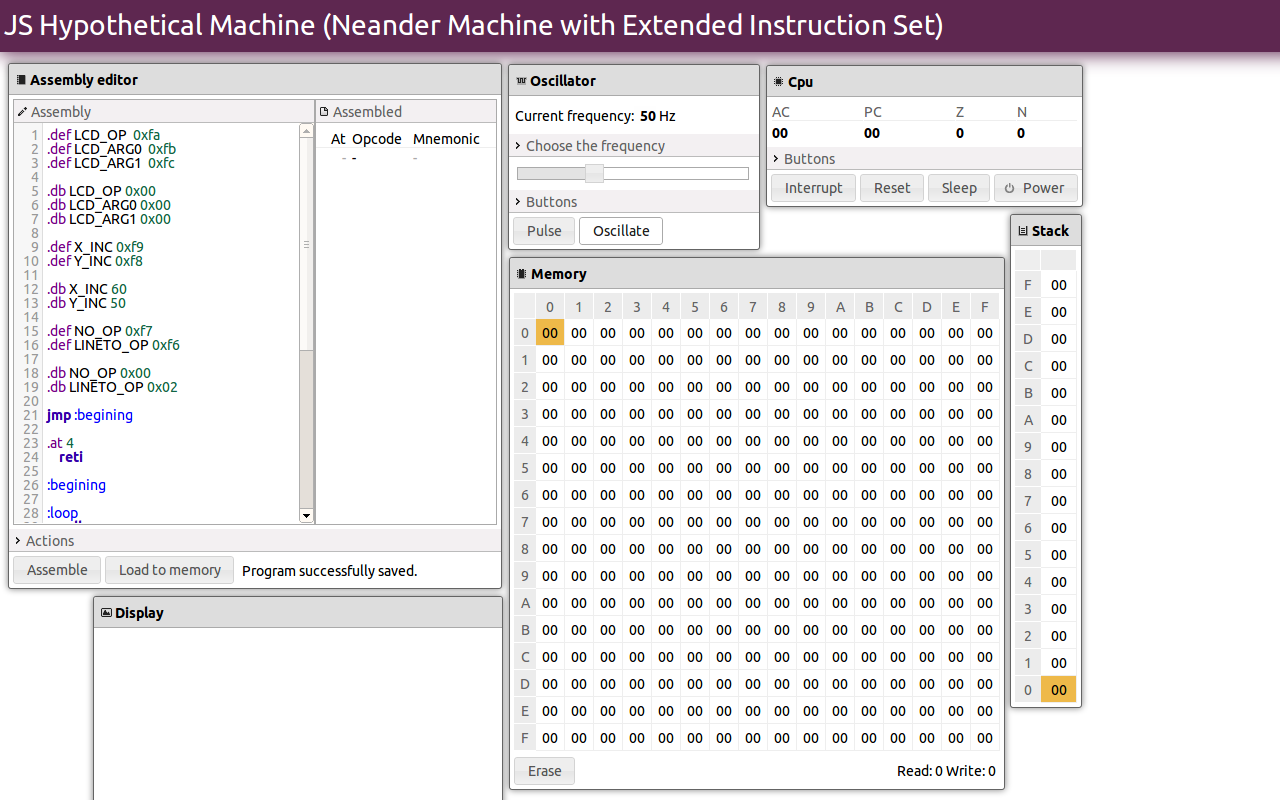 JS Hypothetical Machine (Neander Machine with Extended Instruction Set)
Assembly editor
Assembly
1 .def LCD_OP 0xfa
2 .def LCD_ARG0 0xfb
3 .def LCD_ARG1 0xfc
4
5 .db LCD_OP 0x00
6 .db LCD_ARG0 0x00
7 .db LCD_ARG1 0x00
8
9 .def X_INC 0xf9
10 .def Y_INC 0xf8
11
12 .db X_INC 60
13 .db Y_INC 50
14
15 .def NO_OP 0xf7
16 .def LINETO_OP 0xf6
17
18 .db NO_OP 0x00
19 .db LINETO_OP 0x02
20
21 jmp :begining
22
23 .at 4
24 reti
25
26 :begining
27
28 :loop
Assembled
At Opcode Mnemonic
- - -
Actions
Assemble Load to memory Program successfully saved.
Display
Oscillator
Current frequency: 50 Hz
Choose the frequency
Buttons
Pulse Oscillate
Cpu
AC PC Z N
00 00 0 0
Buttons
Interrupt Reset Sleep Power
Memory
0 1 2 3 4 5 6 7 8 9 A B C D E F
0 00 00 00 00 00 00 00 00 00 00 00 00 00 00 00 00
1 00 00 00 00 00 00 00 00 00 00 00 00 00 00 00 00
2 00 00 00 00 00 00 00 00 00 00 00 00 00 00 00 00
3 00 00 00 00 00 00 00 00 00 00 00 00 00 00 00 00
4 00 00 00 00 00 00 00 00 00 00 00 00 00 00 00 00
5 00 00 00 00 00 00 00 00 00 00 00 00 00 00 00 00
6 00 00 00 00 00 00 00 00 00 00 00 00 00 00 00 00
7 00 00 00 00 00 00 00 00 00 00 00 00 00 00 00 00
8 00 00 00 00 00 00 00 00 00 00 00 00 00 00 00 00
9 00 00 00 00 00 00 00 00 00 00 00 00 00 00 00 00
A 00 00 00 00 00 00 00 00 00 00 00 00 00 00 00 00
B 00 00 00 00 00 00 00 00 00 00 00 00 00 00 00 00
C 00 00 00 00 00 00 00 00 00 00 00 00 00 00 00 00
D 00 00 00 00 00 00 00 00 00 00 00 00 00 00 00 00
E 00 00 00 00 00 00 00 00 00 00 00 00 00 00 00 00
F 00 00 00 00 00 00 00 00 00 00 00 00 00 00 00 00
Erase Read: 0 Write: 0
Stack
F 00
E 00
D 00
C 00
B 00
A 00
9 00
8 00
7 00
6 00
5 00
4 00
3 00
2 00
1 00
0 00